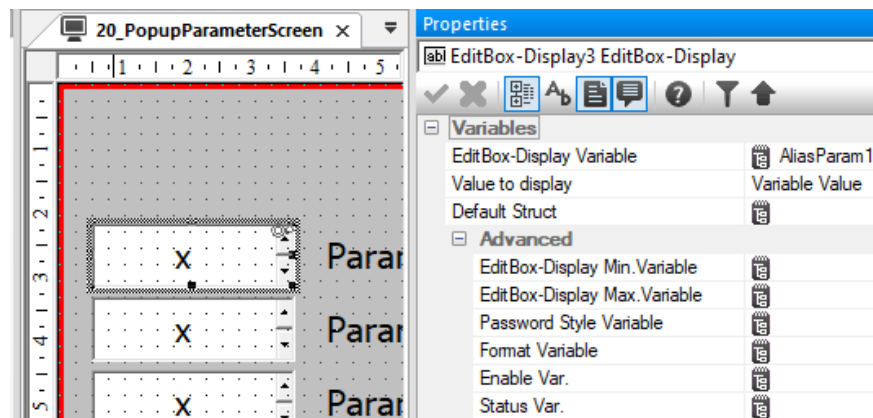 20_PopupParameterScreen
1 2 3 4 5
2
3
4
5
x Parar
x Parar
x Parar
Properties
EditBox-Display3 EditBox-Display
Variables
EditBox-Display Variable AliasParam1
Value to display Variable Value
Default Struct
Advanced
EditBox-Display Min.Variable
EditBox-Display Max.Variable
Password Style Variable
Format Variable
Enable Var.
Status Var.